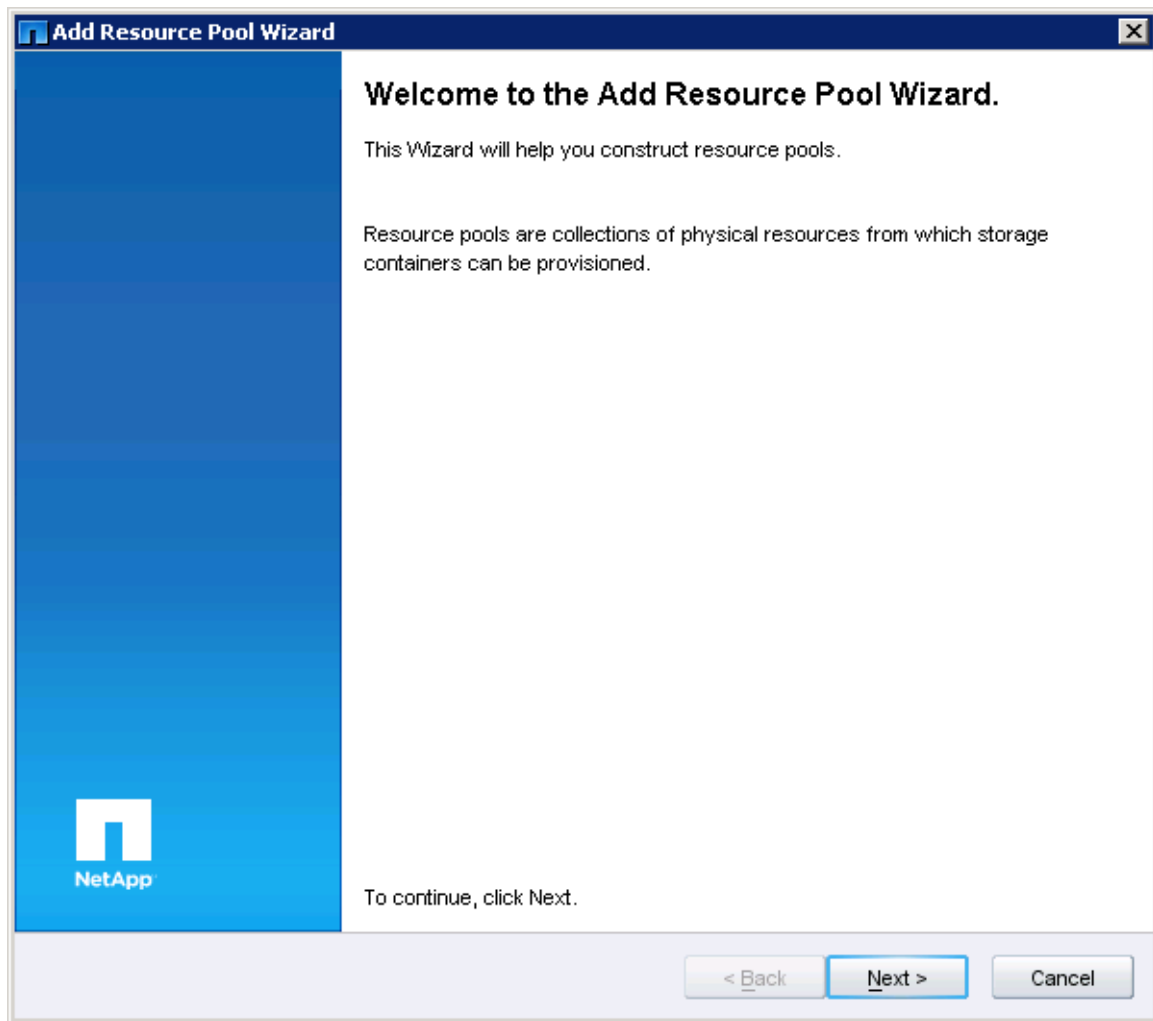 Add Resource Pool Wizard
Welcome to the Add Resource Pool Wizard.
This Wizard will help you construct resource pools.
Resource pools are collections of physical resources from which storage
containers can be provisioned.
NetApp
To continue, click Next.
< Back
Next >
Cancel